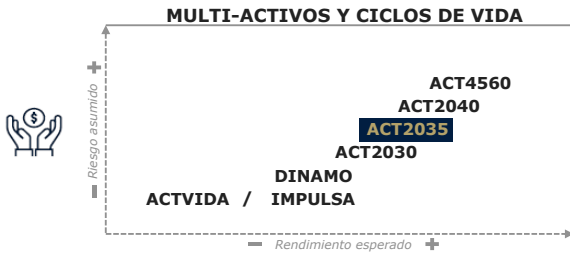 MULTI-ACTIVOS Y CICLOS DE VIDA
Riesgo asumido
ACT4560
ACT2040
ACT2035
ACT2030
DINAMO
ACTVIDA / IMPULSA
Rendimiento esperado